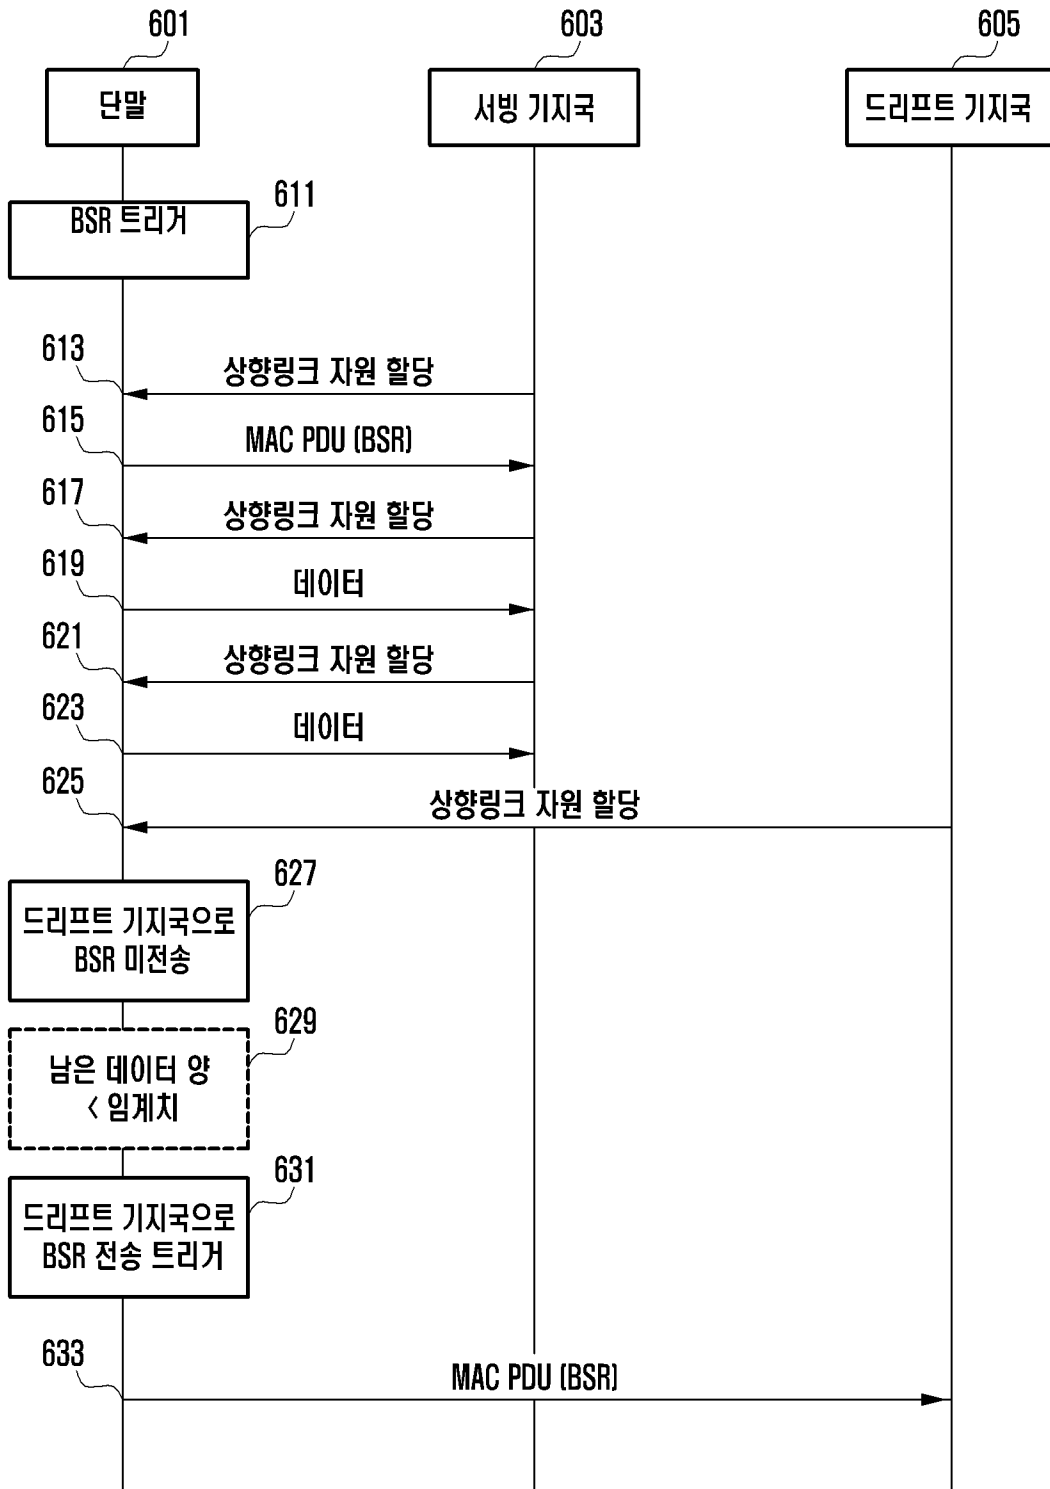 601
603
605
단말
서빙 기지국
드리프트 기지국
611
BSR 트리거
613
상향링크 자원 할당
615
MAC PDU (BSR)
617
상향링크 자원 할당
619
데이터
621
상향링크 자원 할당
623
데이터
625
상향링크 자원 할당
627
드리프트 기지국으로
BSR 미전송
629
남은 데이터 양
< 임계치
631
드리프트 기지국으로
BSR 전송 트리거
633
MAC PDU (BSR)